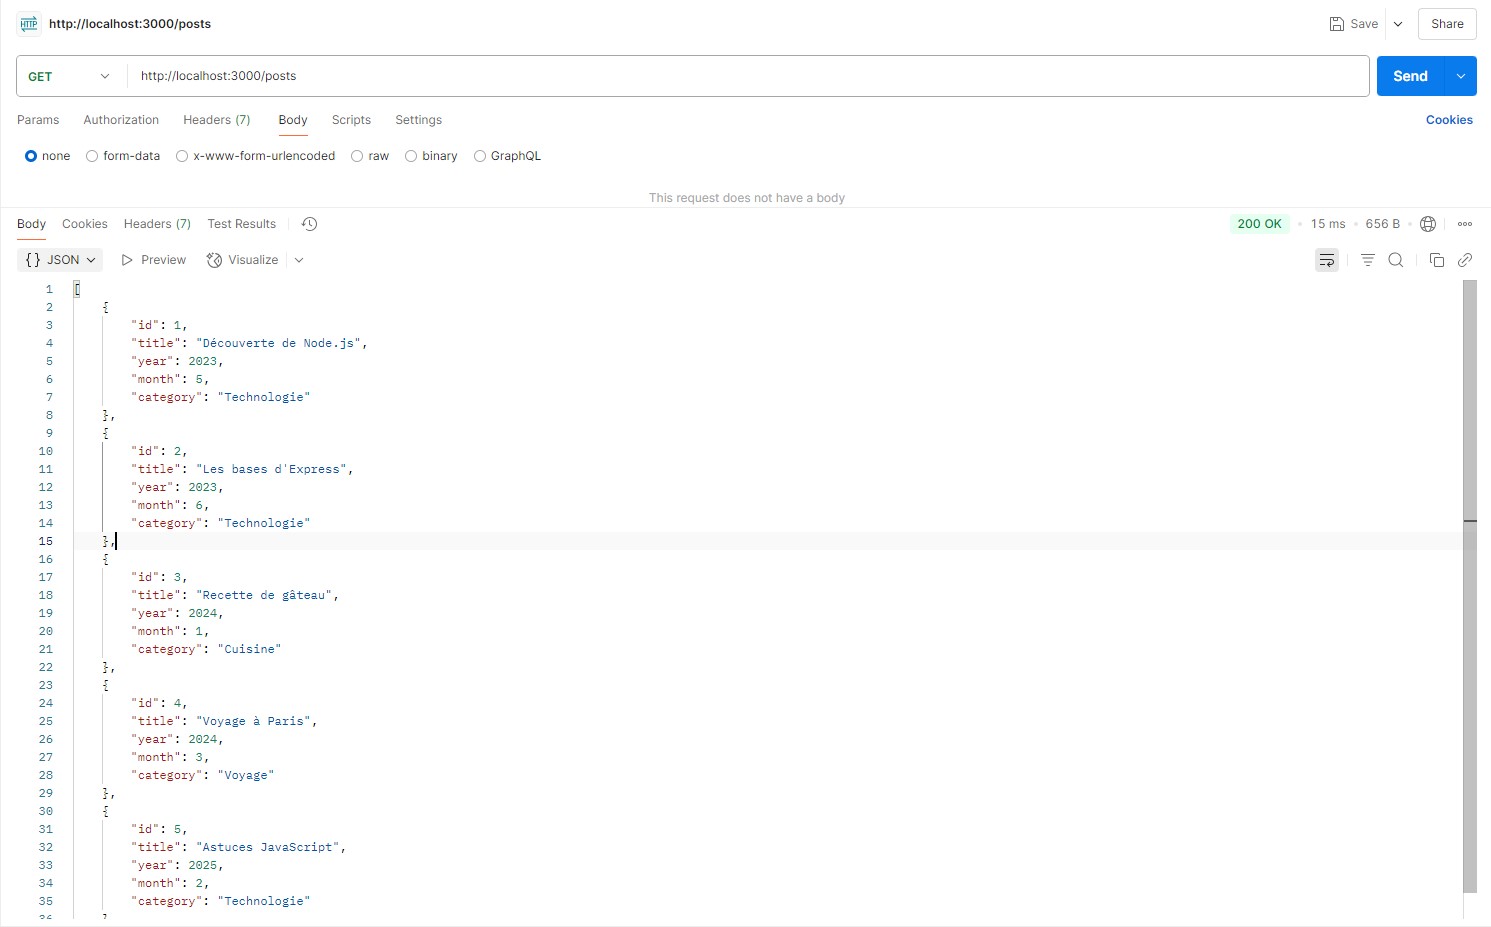 HTTP http://localhost:3000/posts Save Share
GET http://localhost:3000/posts Send
Params Authorization Headers (7) Body Scripts Settings Cookies
none form-data x-www-form-urlencoded raw binary GraphQL
This request does not have a body
Body Cookies Headers (7) Test Results 200 OK • 15 ms • 656 B •
{} JSON Preview Visualize
1 [
2 {
3 "id": 1,
4 "title": "Découverte de Node.js",
5 "year": 2023,
6 "month": 5,
7 "category": "Technologie"
8 },
9 {
10 "id": 2,
11 "title": "Les bases d'Express",
12 "year": 2023,
13 "month": 6,
14 "category": "Technologie"
15 },
16 {
17 "id": 3,
18 "title": "Recette de gâteau",
19 "year": 2024,
20 "month": 1,
21 "category": "Cuisine"
22 },
23 {
24 "id": 4,
25 "title": "Voyage à Paris",
26 "year": 2024,
27 "month": 3,
28 "category": "Voyage"
29 },
30 {
31 "id": 5,
32 "title": "Astuces JavaScript",
33 "year": 2025,
34 "month": 2,
35 "category": "Technologie"